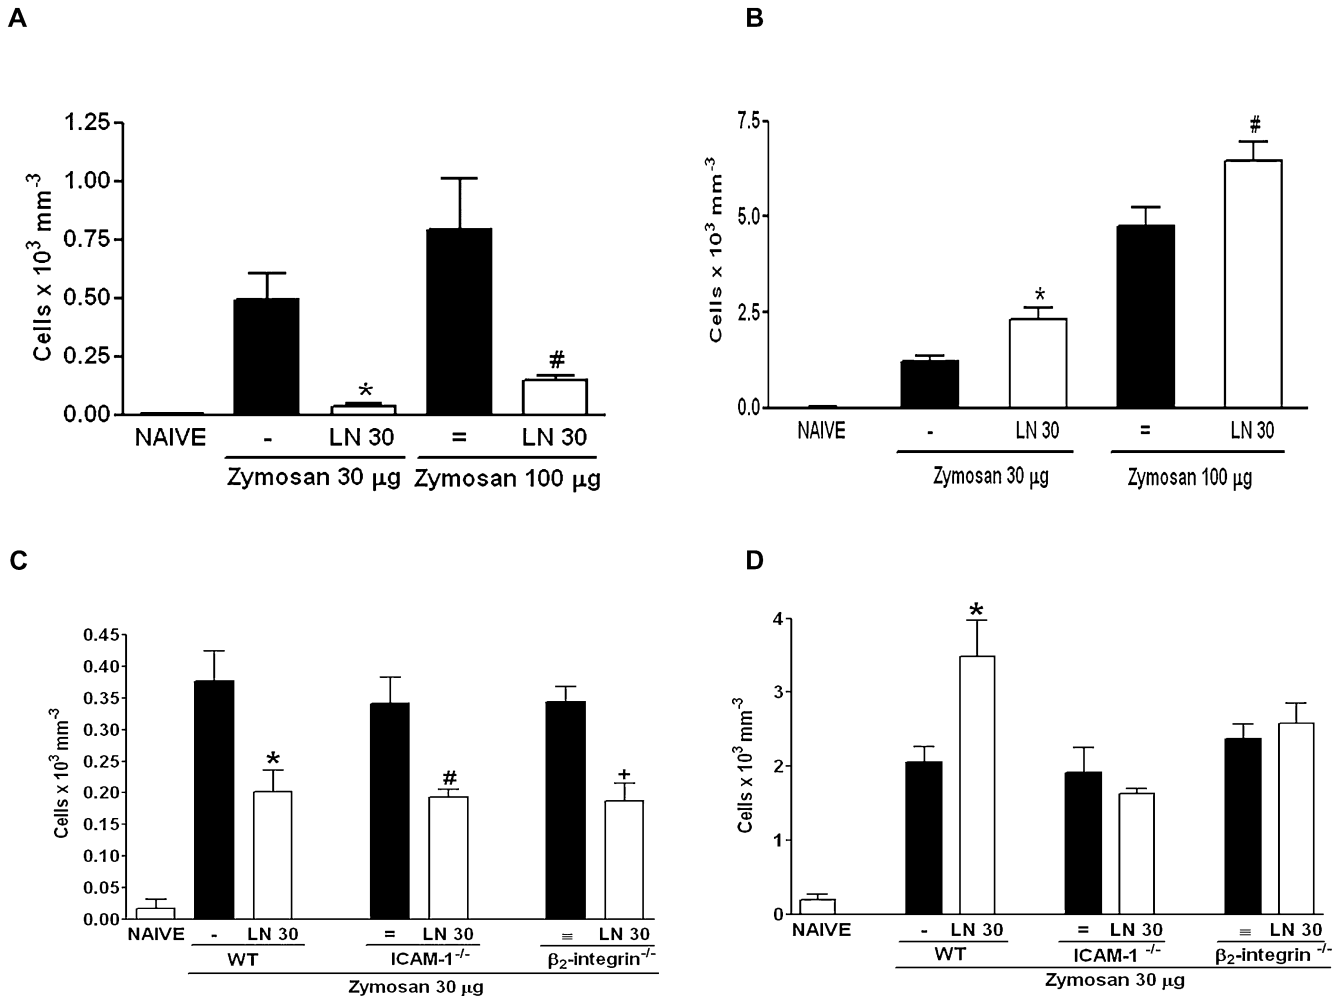 A
1.25
1.00
0.75
0.50
0.25
0.00
Cells x 10³ mm⁻³
*
#
NAIVE - LN 30 = LN 30
Zymosan 30 µg Zymosan 100 µg
B
7.5
5.0
2.5
0.0
Cells x 10³ mm⁻³
*
#
NAIVE - LN 30 = LN 30
Zymosan 30 µg Zymosan 100 µg
C
0.45
0.40
0.35
0.30
0.25
0.20
0.15
0.10
0.05
0.00
Cells x 10³ mm⁻³
*
#
+
NAIVE - LN 30 = LN 30 ≡ LN 30
WT ICAM-1⁻/⁻ β₂-integrin⁻/⁻
Zymosan 30 µg
D
4
3
2
1
0
Cells x 10³ mm⁻³
*
NAIVE - LN 30 = LN 30 ≡ LN 30
WT ICAM-1⁻/⁻ β₂-integrin⁻/⁻
Zymosan 30 µg